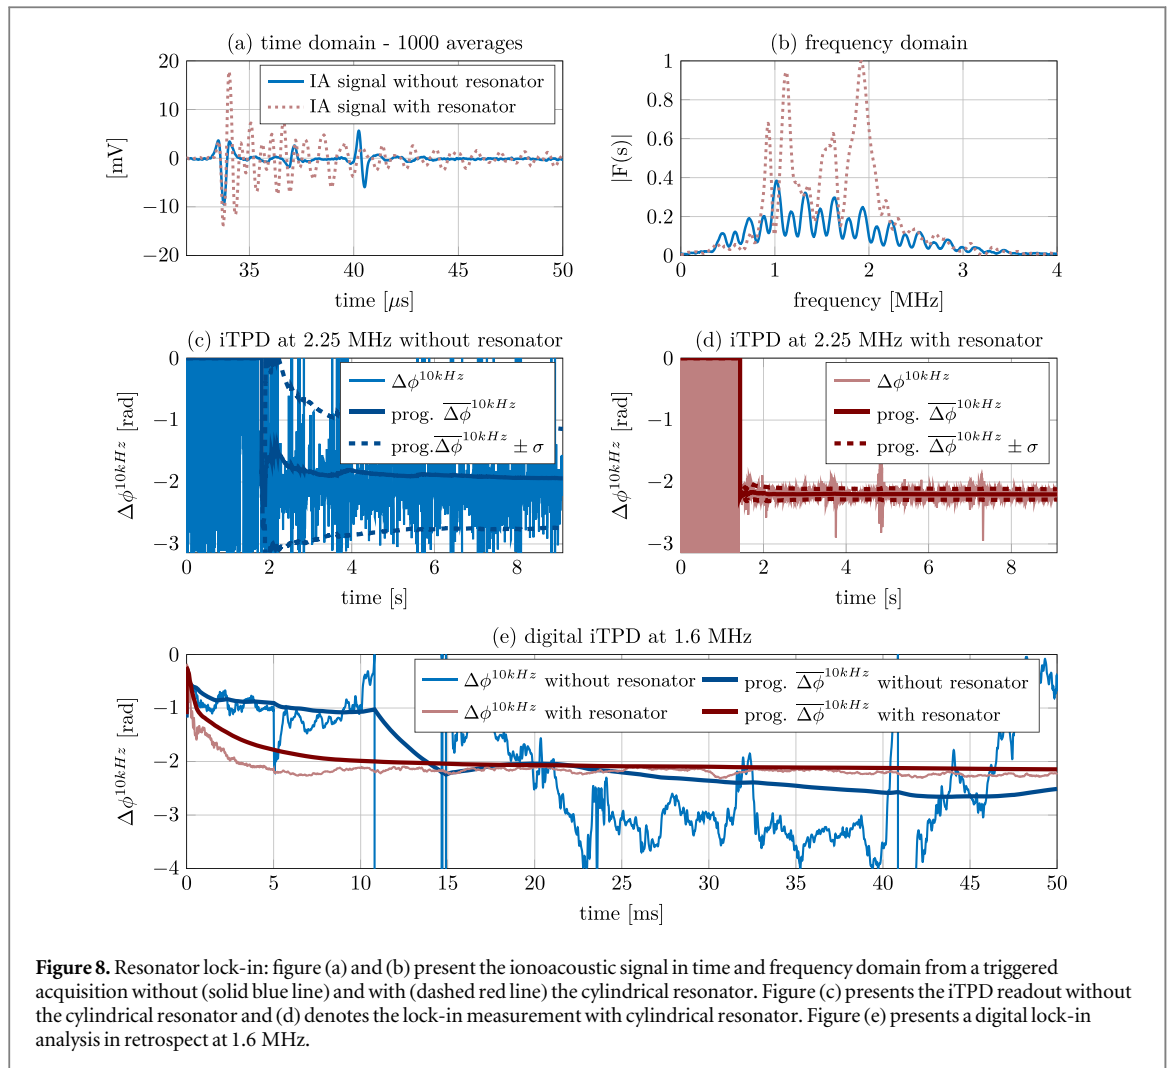 (a) time domain - 1000 averages
20
10
0
−10
−20
[mV]
IA signal without resonator
IA signal with resonator
35 40 45 50
time [μs]
(b) frequency domain
1
0.8
0.6
0.4
0.2
0
|F(s)|
0 1 2 3 4
frequency [MHz]
(c) iTPD at 2.25 MHz without resonator
0
−1
−2
−3
Δϕ^{10kHz} [rad]
Δϕ^{10kHz}
prog. \overline{Δϕ}^{10kHz}
prog.\overline{Δϕ}^{10kHz} ± σ
0 2 4 6 8
time [s]
(d) iTPD at 2.25 MHz with resonator
0
−1
−2
−3
Δϕ^{10kHz} [rad]
Δϕ^{10kHz}
prog. \overline{Δϕ}^{10kHz}
prog. \overline{Δϕ}^{10kHz} ± σ
0 2 4 6 8
time [s]
(e) digital iTPD at 1.6 MHz
0
−1
−2
−3
−4
Δϕ^{10kHz} [rad]
Δϕ^{10kHz} without resonator
prog. \overline{Δϕ}^{10kHz} without resonator
Δϕ^{10kHz} with resonator
prog. \overline{Δϕ}^{10kHz} with resonator
0 5 10 15 20 25 30 35 40 45 50
time [ms]
Figure 8. Resonator lock-in: figure (a) and (b) present the ionoacoustic signal in time and frequency domain from a triggered
acquisition without (solid blue line) and with (dashed red line) the cylindrical resonator. Figure (c) presents the iTPD readout without
the cylindrical resonator and (d) denotes the lock-in measurement with cylindrical resonator. Figure (e) presents a digital lock-in
analysis in retrospect at 1.6 MHz.